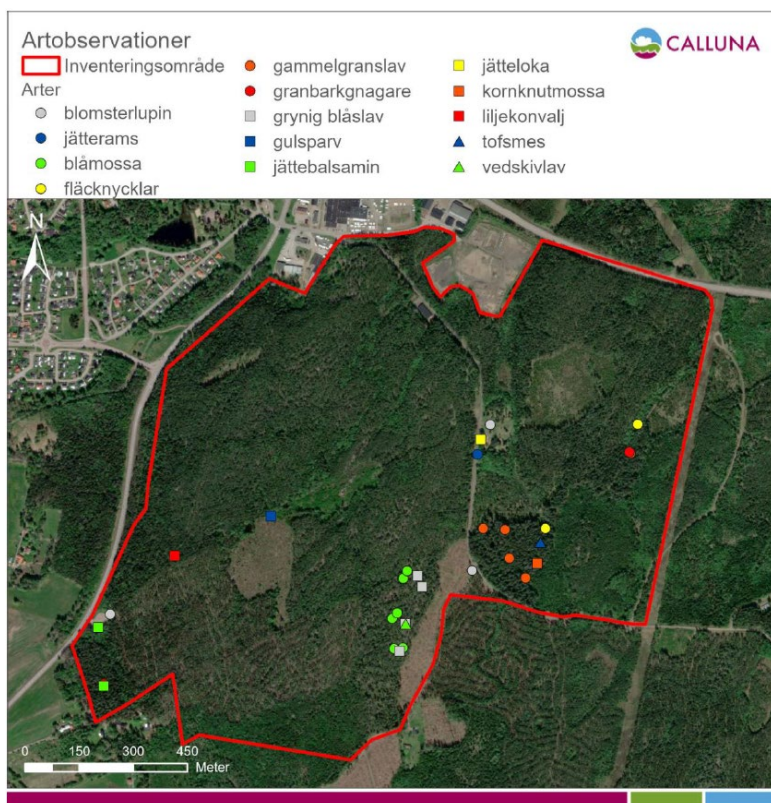 Artobservationer
CALLUNA
Inventeringsområde
gammelgranslav
jätteloka
Arter
granbarkgnagare
kornknutmossa
blomsterlupin
grynig blåslav
liljekonvalj
jätterams
gulsparv
tofsmes
blåmossa
jättebalsamin
vedskivlav
fläcknycklar
N
0 150 300 450
Meter